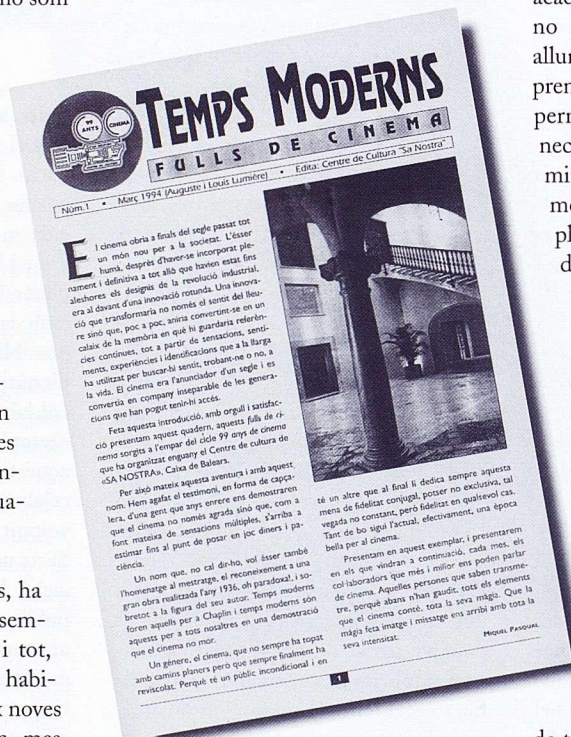 no som
acad
no
allun
pren
perm
nec
mi
mo
pl
d
99
ANYS
CINEMA
TEMPS MODERNS
FULLS DE CINEMA
Núm.1 • Març 1994 (Auguste i Louis Lumière) • Edita: Centre de Cultura "Sa Nostra"
El cinema obria a finals del segle passat tot
un món nou per a la societat. L'ésser
humà, després d'haver-se incorporat ple-
nament i definitiva a tot allò que havien estat fins
aleshores els designis de la revolució industrial,
era al davant d'una innovació rotunda. Una innova-
ció que transformaria no només el sentit del lleu-
re sinó que, poc a poc, aniria convertint-se en un
calaix de la memòria en què hi guardaria referèn-
cies contínues, tot a partir de sensacions, senti-
ments, experiències i identificacions que a la llarga
ha utilitzat per buscar-hi sentit, trobant-ne o no, a
la vida. El cinema era l'anunciador d'un segle i es
convertia en company inseparable de les genera-
cions que han pogut tenir-hi accés.
Feta aquesta introducció, amb orgull i satisfac-
ció presentam aquest quadern, aquests fulls de ci-
nema sorgits a l'empar del cicle 99 anys de cinema
que ha organitzat enguany el Centre de cultura de
«SA NOSTRA», Caixa de Balears.
Per això mateix aquesta aventura i amb aquest
nom. Hem agafat el testimoni, en forma de capça-
lera, d'una gent que anys enrere ens demostraren
que el cinema no només agrada sinó que, com a
font mateixa de sensacions múltiples, s'arriba a
estimar fins al punt de posar en joc diners i pa-
ciència.
Un nom que, no cal dir-ho, vol ésser també
l'homenatge al mestratge, el reconeixement a una
gran obra realitzada l'any 1936, oh paradoxa!, i so-
bretot a la figura del seu autor. Temps moderns
foren aquells per a Chaplin i temps moderns són
aquests per a tots nosaltres en una demostració
que el cinema no mor.
Un gènere, el cinema, que no sempre ha topat
amb camins planers però que sempre finalment ha
reviscolat. Perquè té un públic incondicional i en
té un altre que al final li dedica sempre aquesta
mena de fidelitat conjugal, potser no exclusiva, tal
vegada no constant, però fidelitat en qualsevol cas.
Tant de bo sigui l'actual, efectivament, una època
bella per al cinema.
Presentam en aquest exemplar, i presentarem
en els que vindran a continuació, cada mes, els
col·laboradors que més i millor ens poden parlar
de cinema. Aquelles persones que saben transme-
tre, perquè abans n'han gaudit, tots els elements
que el cinema conté, tota la seva màgia. Que la
màgia feta imatge i missatge ens arribi amb tota la
seva intensitat.
MIQUEL PASQUAL
1
n
es
n-
ua-
s, ha
sem-
i tot,
habi-
x noves